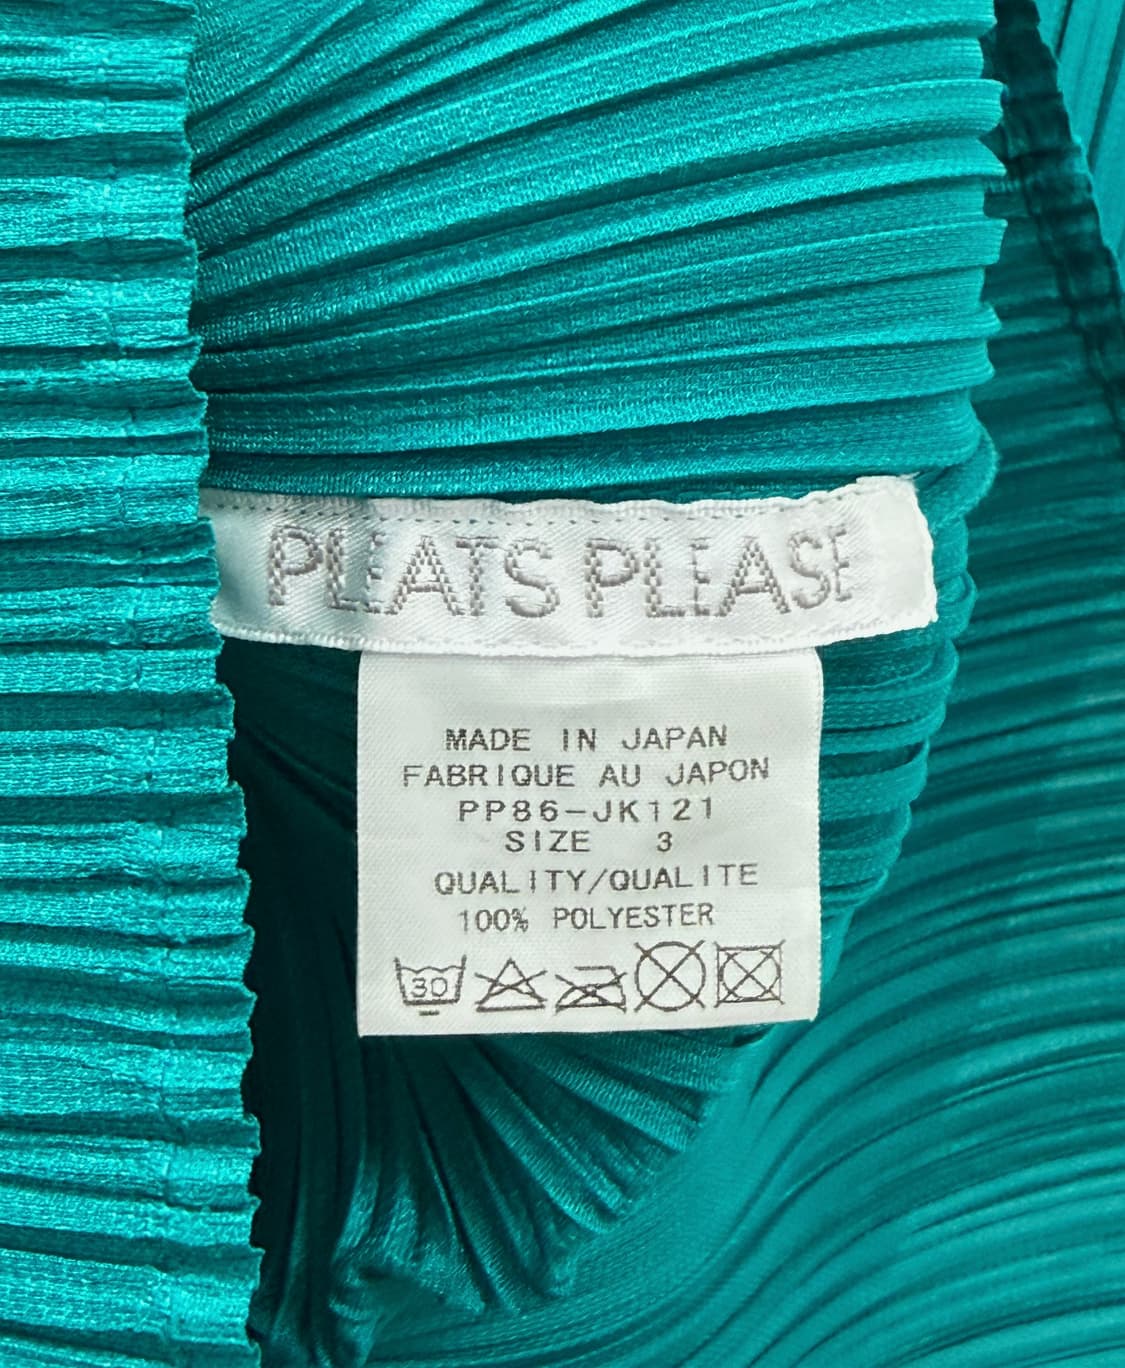 PLEATS PLEASE
MADE IN JAPAN
FABRIQUE AU JAPON
PP86-JK121
SIZE 3
QUALITY/QUALITE
100% POLYESTER
30